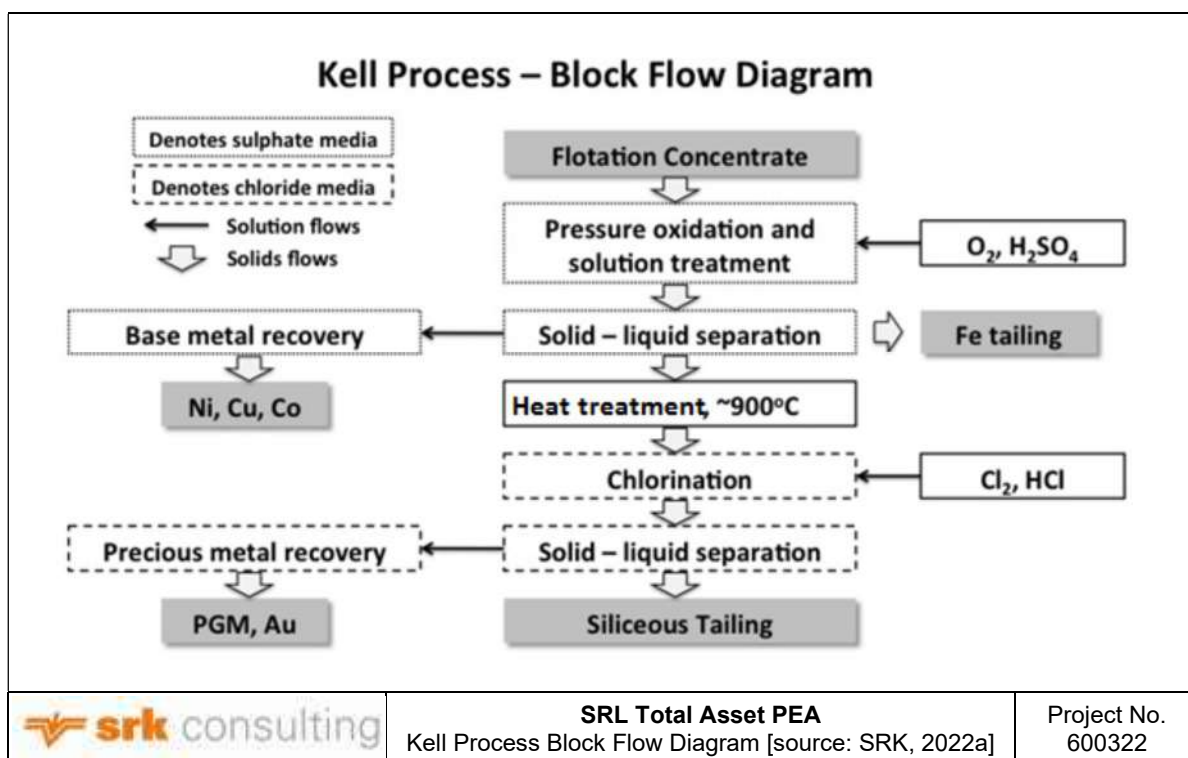 Kell Process – Block Flow Diagram
Denotes sulphate media
Denotes chloride media
Solution flows
Solids flows
Flotation Concentrate
Pressure oxidation and
solution treatment
O₂, H₂SO₄
Base metal recovery
Solid – liquid separation
Fe tailing
Ni, Cu, Co
Heat treatment, ~900°C
Chlorination
Cl₂, HCl
Precious metal recovery
Solid – liquid separation
PGM, Au
Siliceous Tailing
srk consulting
SRL Total Asset PEA
Kell Process Block Flow Diagram [source: SRK, 2022a]
Project No.
600322